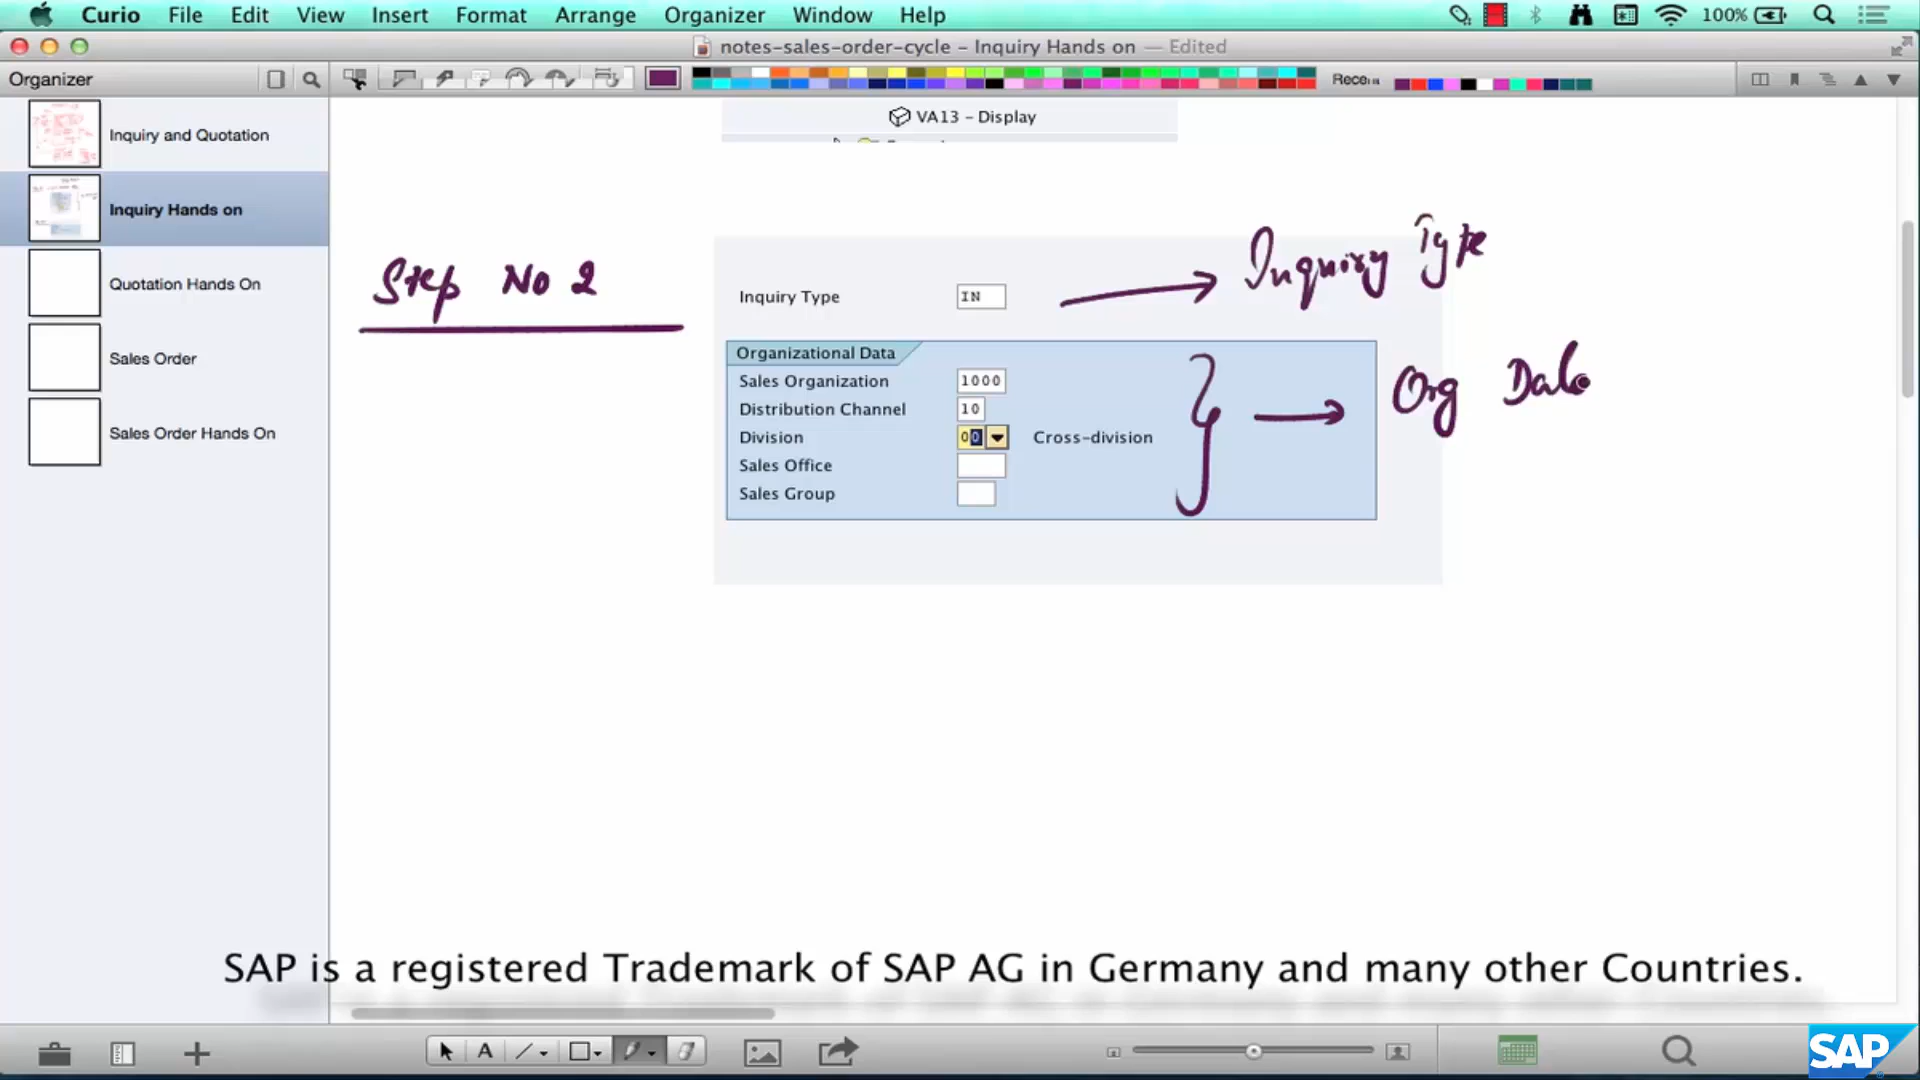 Curio File Edit View Insert Format Arrange Organizer Window Help 100%
notes-sales-order-cycle – Inquiry Hands on — Edited
Organizer
Inquiry and Quotation
Inquiry Hands on
Quotation Hands On
Sales Order
Sales Order Hands On
VA13 – Display
Step No 2
Inquiry Type IN
Inquiry Type
Organizational Data
Sales Organization 1000
Distribution Channel 10
Division 00 Cross-division
Sales Office
Sales Group
Org
SAP is a registered Trademark of SAP AG in Germany and many other Countries.
A
SAP